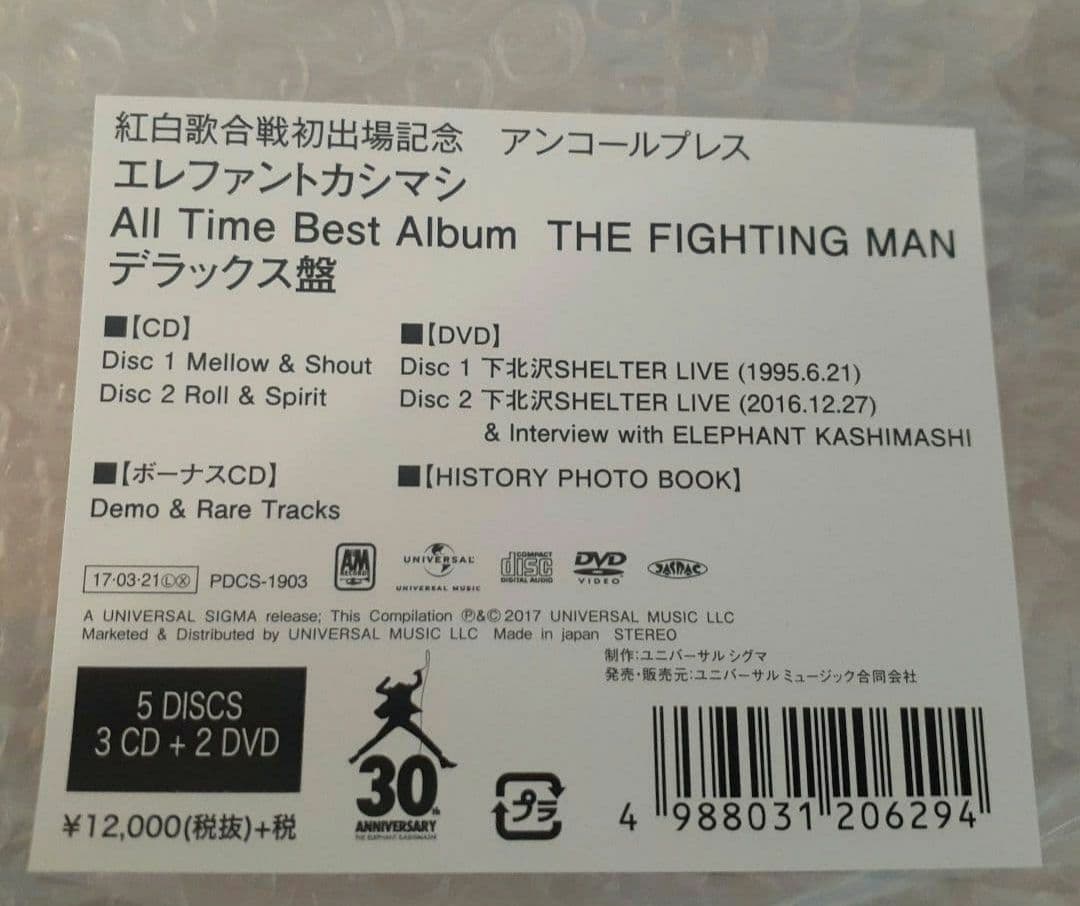 紅白歌合戦初出場記念　アンコールプレス
エレファントカシマシ
All Time Best Album THE FIGHTING MAN
デラックス盤
■【CD】
Disc 1 Mellow & Shout
Disc 2 Roll & Spirit
■【DVD】
Disc 1 下北沢SHELTER LIVE (1995.6.21)
Disc 2 下北沢SHELTER LIVE (2016.12.27)
& Interview with ELEPHANT KASHIMASHI
■【ボーナスCD】
Demo & Rare Tracks
■【HISTORY PHOTO BOOK】
17·03·21ⓁⓍ PDCS-1903
A&M RECORDS
UNIVERSAL
UNIVERSAL MUSIC
COMPACT disc DIGITAL AUDIO
DVD VIDEO
JASRAC
A UNIVERSAL SIGMA release; This Compilation Ⓟ&© 2017 UNIVERSAL MUSIC LLC
Marketed & Distributed by UNIVERSAL MUSIC LLC Made in japan STEREO
制作:ユニバーサル シグマ
発売・販売元:ユニバーサル ミュージック合同会社
5 DISCS
3 CD + 2 DVD
¥12,000(税抜)+税
30th
ANNIVERSARY
THE ELEPHANT KASHIMASHI
プラ
4 988031 206294